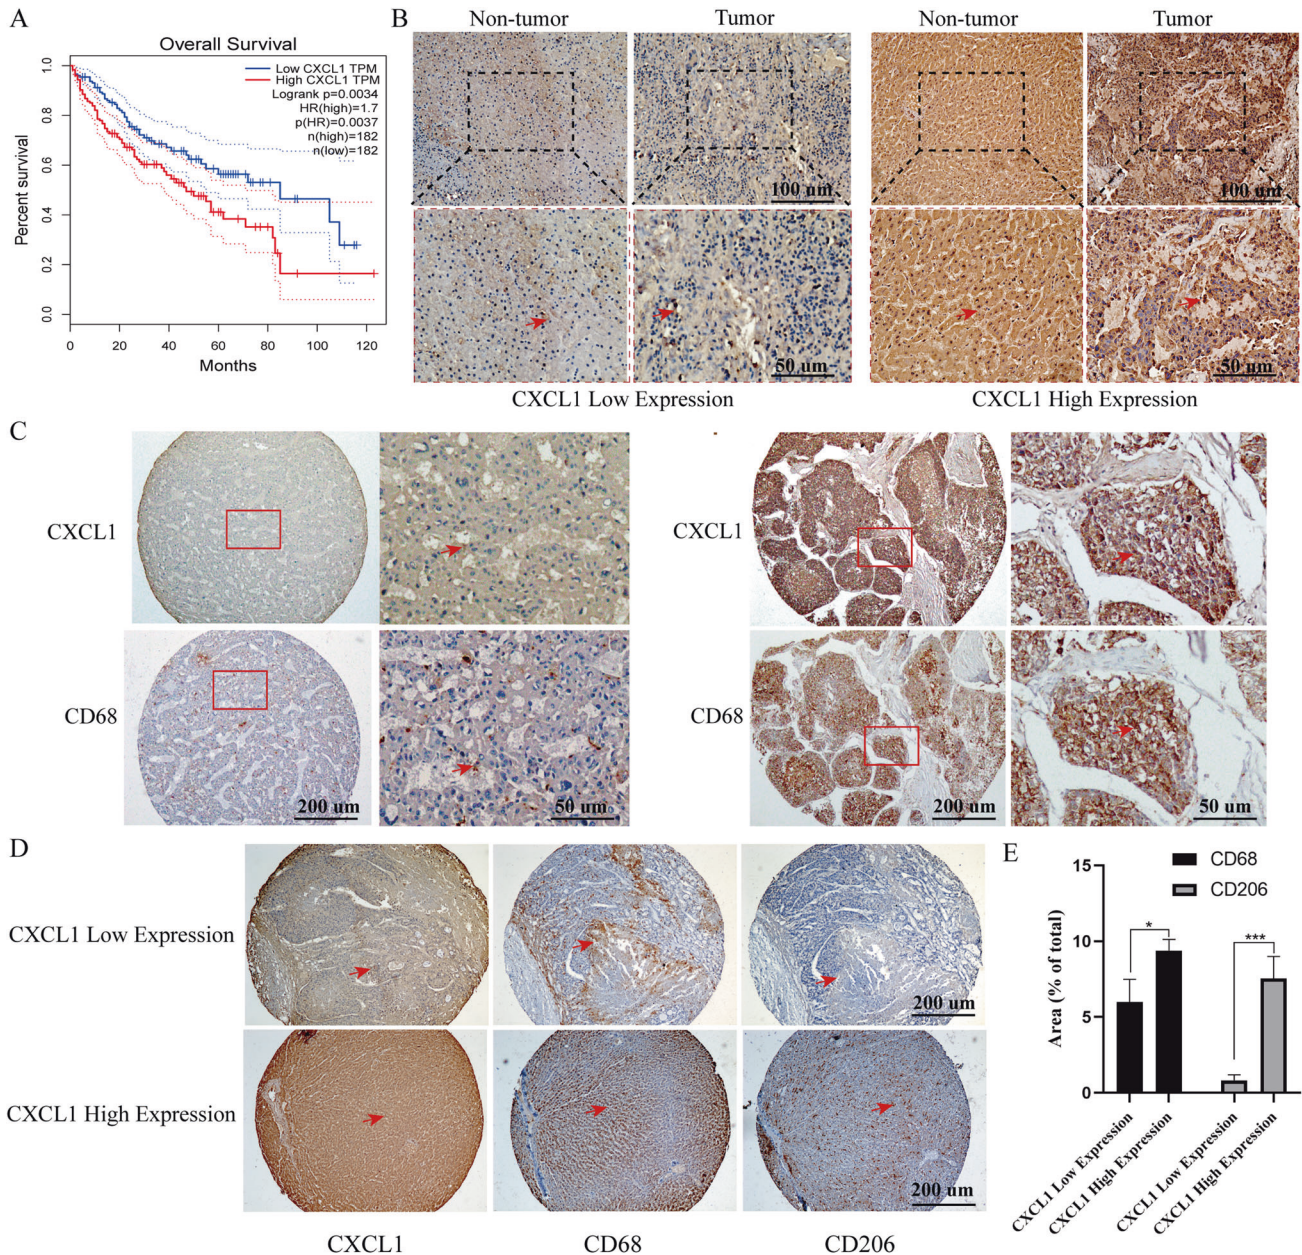 A
Overall Survival
Low CXCL1 TPM
High CXCL1 TPM
Logrank p=0.0034
HR(high)=1.7
p(HR)=0.0037
n(high)=182
n(low)=182
Percent survival
1.0
0.8
0.6
0.4
0.2
0.0
0 20 40 60 80 100 120
Months
B
Non-tumor Tumor Non-tumor Tumor
100 um 100 um
50 um 50 um
CXCL1 Low Expression CXCL1 High Expression
C
CXCL1 CXCL1
CD68 CD68
200 um 50 um 200 um 50 um
D
CXCL1 Low Expression
200 um
CXCL1 High Expression
200 um
CXCL1 CD68 CD206
E
CD68
CD206
Area (% of total)
15
10
5
0
* ***
CXCL1 Low Expression
CXCL1 High Expression
CXCL1 Low Expression
CXCL1 High Expression